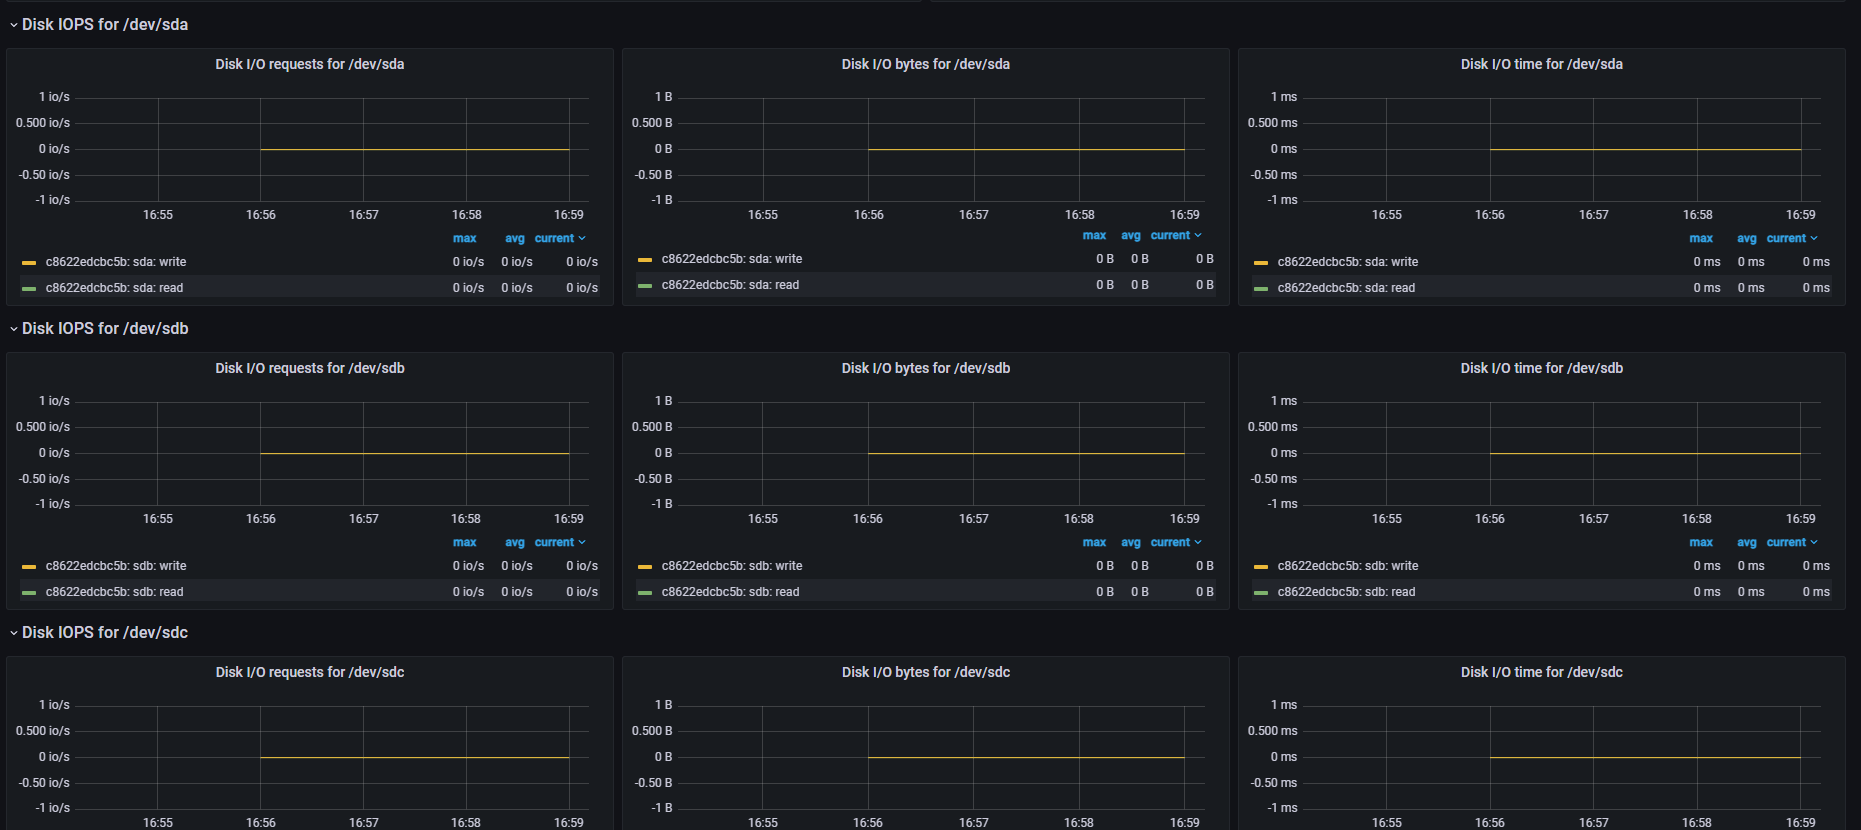 Disk IOPS for /dev/sda
Disk I/O requests for /dev/sda
1 io/s
0.500 io/s
0 io/s
-0.50 io/s
-1 io/s
16:55 16:56 16:57 16:58 16:59
max avg current
c8622edcbc5b: sda: write 0 io/s 0 io/s 0 io/s
c8622edcbc5b: sda: read 0 io/s 0 io/s 0 io/s
Disk I/O bytes for /dev/sda
1 B
0.500 B
0 B
-0.50 B
-1 B
16:55 16:56 16:57 16:58 16:59
max avg current
c8622edcbc5b: sda: write 0 B 0 B 0 B
c8622edcbc5b: sda: read 0 B 0 B 0 B
Disk I/O time for /dev/sda
1 ms
0.500 ms
0 ms
-0.50 ms
-1 ms
16:55 16:56 16:57 16:58 16:59
max avg current
c8622edcbc5b: sda: write 0 ms 0 ms 0 ms
c8622edcbc5b: sda: read 0 ms 0 ms 0 ms
Disk IOPS for /dev/sdb
Disk I/O requests for /dev/sdb
1 io/s
0.500 io/s
0 io/s
-0.50 io/s
-1 io/s
16:55 16:56 16:57 16:58 16:59
max avg current
c8622edcbc5b: sdb: write 0 io/s 0 io/s 0 io/s
c8622edcbc5b: sdb: read 0 io/s 0 io/s 0 io/s
Disk I/O bytes for /dev/sdb
1 B
0.500 B
0 B
-0.50 B
-1 B
16:55 16:56 16:57 16:58 16:59
max avg current
c8622edcbc5b: sdb: write 0 B 0 B 0 B
c8622edcbc5b: sdb: read 0 B 0 B 0 B
Disk I/O time for /dev/sdb
1 ms
0.500 ms
0 ms
-0.50 ms
-1 ms
16:55 16:56 16:57 16:58 16:59
max avg current
c8622edcbc5b: sdb: write 0 ms 0 ms 0 ms
c8622edcbc5b: sdb: read 0 ms 0 ms 0 ms
Disk IOPS for /dev/sdc
Disk I/O requests for /dev/sdc
1 io/s
0.500 io/s
0 io/s
-0.50 io/s
-1 io/s
16:55 16:56 16:57 16:58 16:59
Disk I/O bytes for /dev/sdc
1 B
0.500 B
0 B
-0.50 B
-1 B
16:55 16:56 16:57 16:58 16:59
Disk I/O time for /dev/sdc
1 ms
0.500 ms
0 ms
-0.50 ms
-1 ms
16:55 16:56 16:57 16:58 16:59